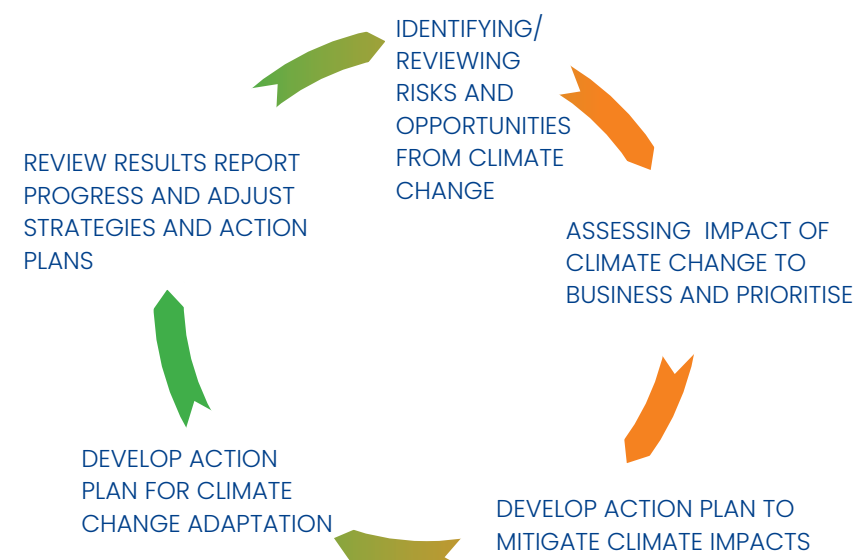 IDENTIFYING/
REVIEWING
RISKS AND
OPPORTUNITIES
FROM CLIMATE
CHANGE
ASSESSING  IMPACT OF
CLIMATE CHANGE TO
BUSINESS AND PRIORITISE
DEVELOP ACTION PLAN TO
MITIGATE CLIMATE IMPACTS
DEVELOP ACTION
PLAN FOR CLIMATE
CHANGE ADAPTATION
REVIEW RESULTS REPORT
PROGRESS AND ADJUST
STRATEGIES AND ACTION
PLANS